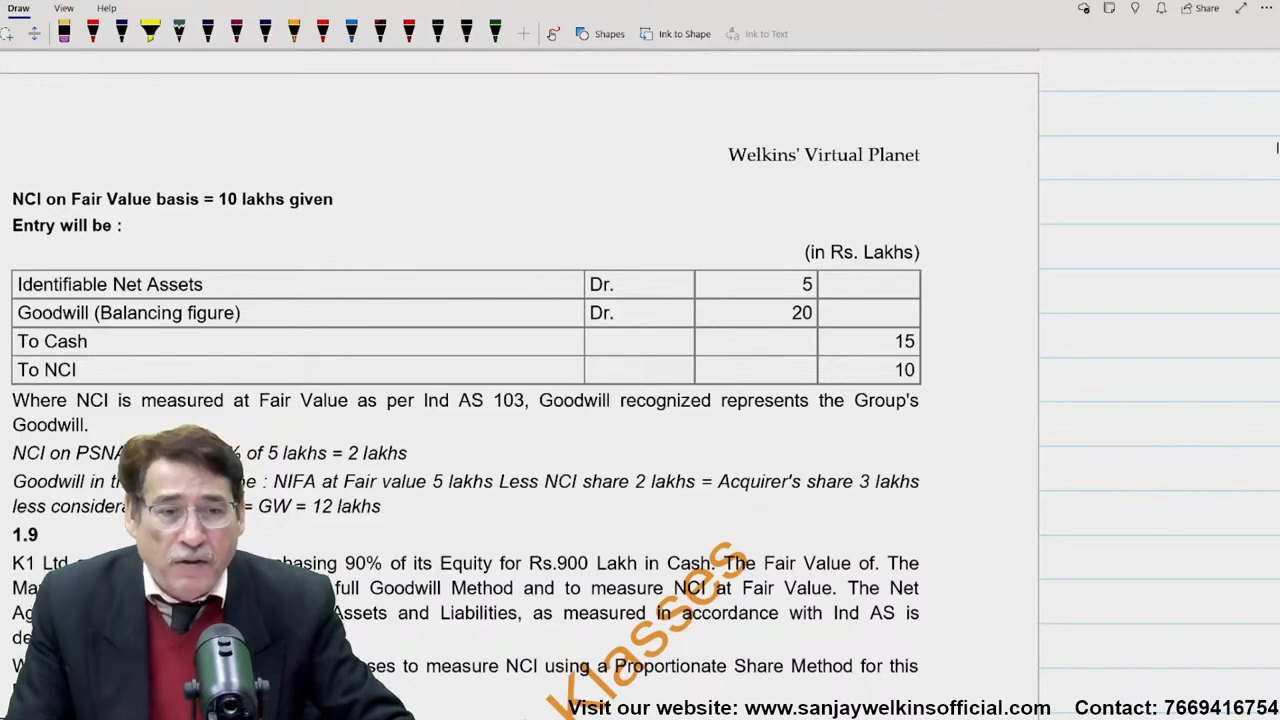 Draw View Help
Share
Shapes Ink to Shape Ink to Text
Welkins' Virtual Planet
NCI on Fair Value basis = 10 lakhs given
Entry will be :
(in Rs. Lakhs)
Identifiable Net Assets Dr. 5
Goodwill (Balancing figure) Dr. 20
To Cash 15
To NCI 10
Where NCI is measured at Fair Value as per Ind AS 103, Goodwill recognized represents the Group's
Goodwill.
NCI on PSNA % of 5 lakhs = 2 lakhs
Goodwill in : NIFA at Fair value 5 lakhs Less NCI share 2 lakhs = Acquirer's share 3 lakhs
less = GW = 12 lakhs
1.9
K1 Ltd 90% of its Equity for Rs.900 Lakh in Cash. The Fair Value of. The
full Goodwill Method and to measure NCI at Fair Value. The Net
Assets and Liabilities, as measured in accordance with Ind AS is
to measure NCI using a Proportionate Share Method for this
Klasses
Visit our website: www.sanjaywelkinsofficial.com Contact: 7669416754